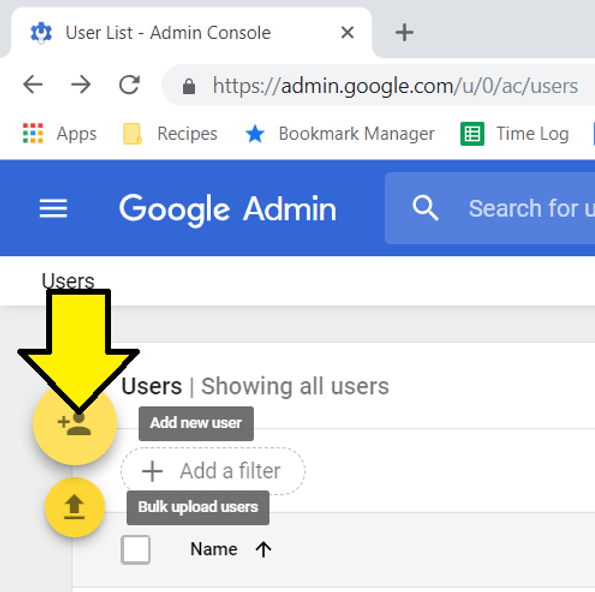 User List - Admin Console
https://admin.google.com/u/0/ac/users
Apps Recipes Bookmark Manager Time Log
Google Admin Search for u
Users
Users | Showing all users
Add new user
Add a filter
Bulk upload users
Name